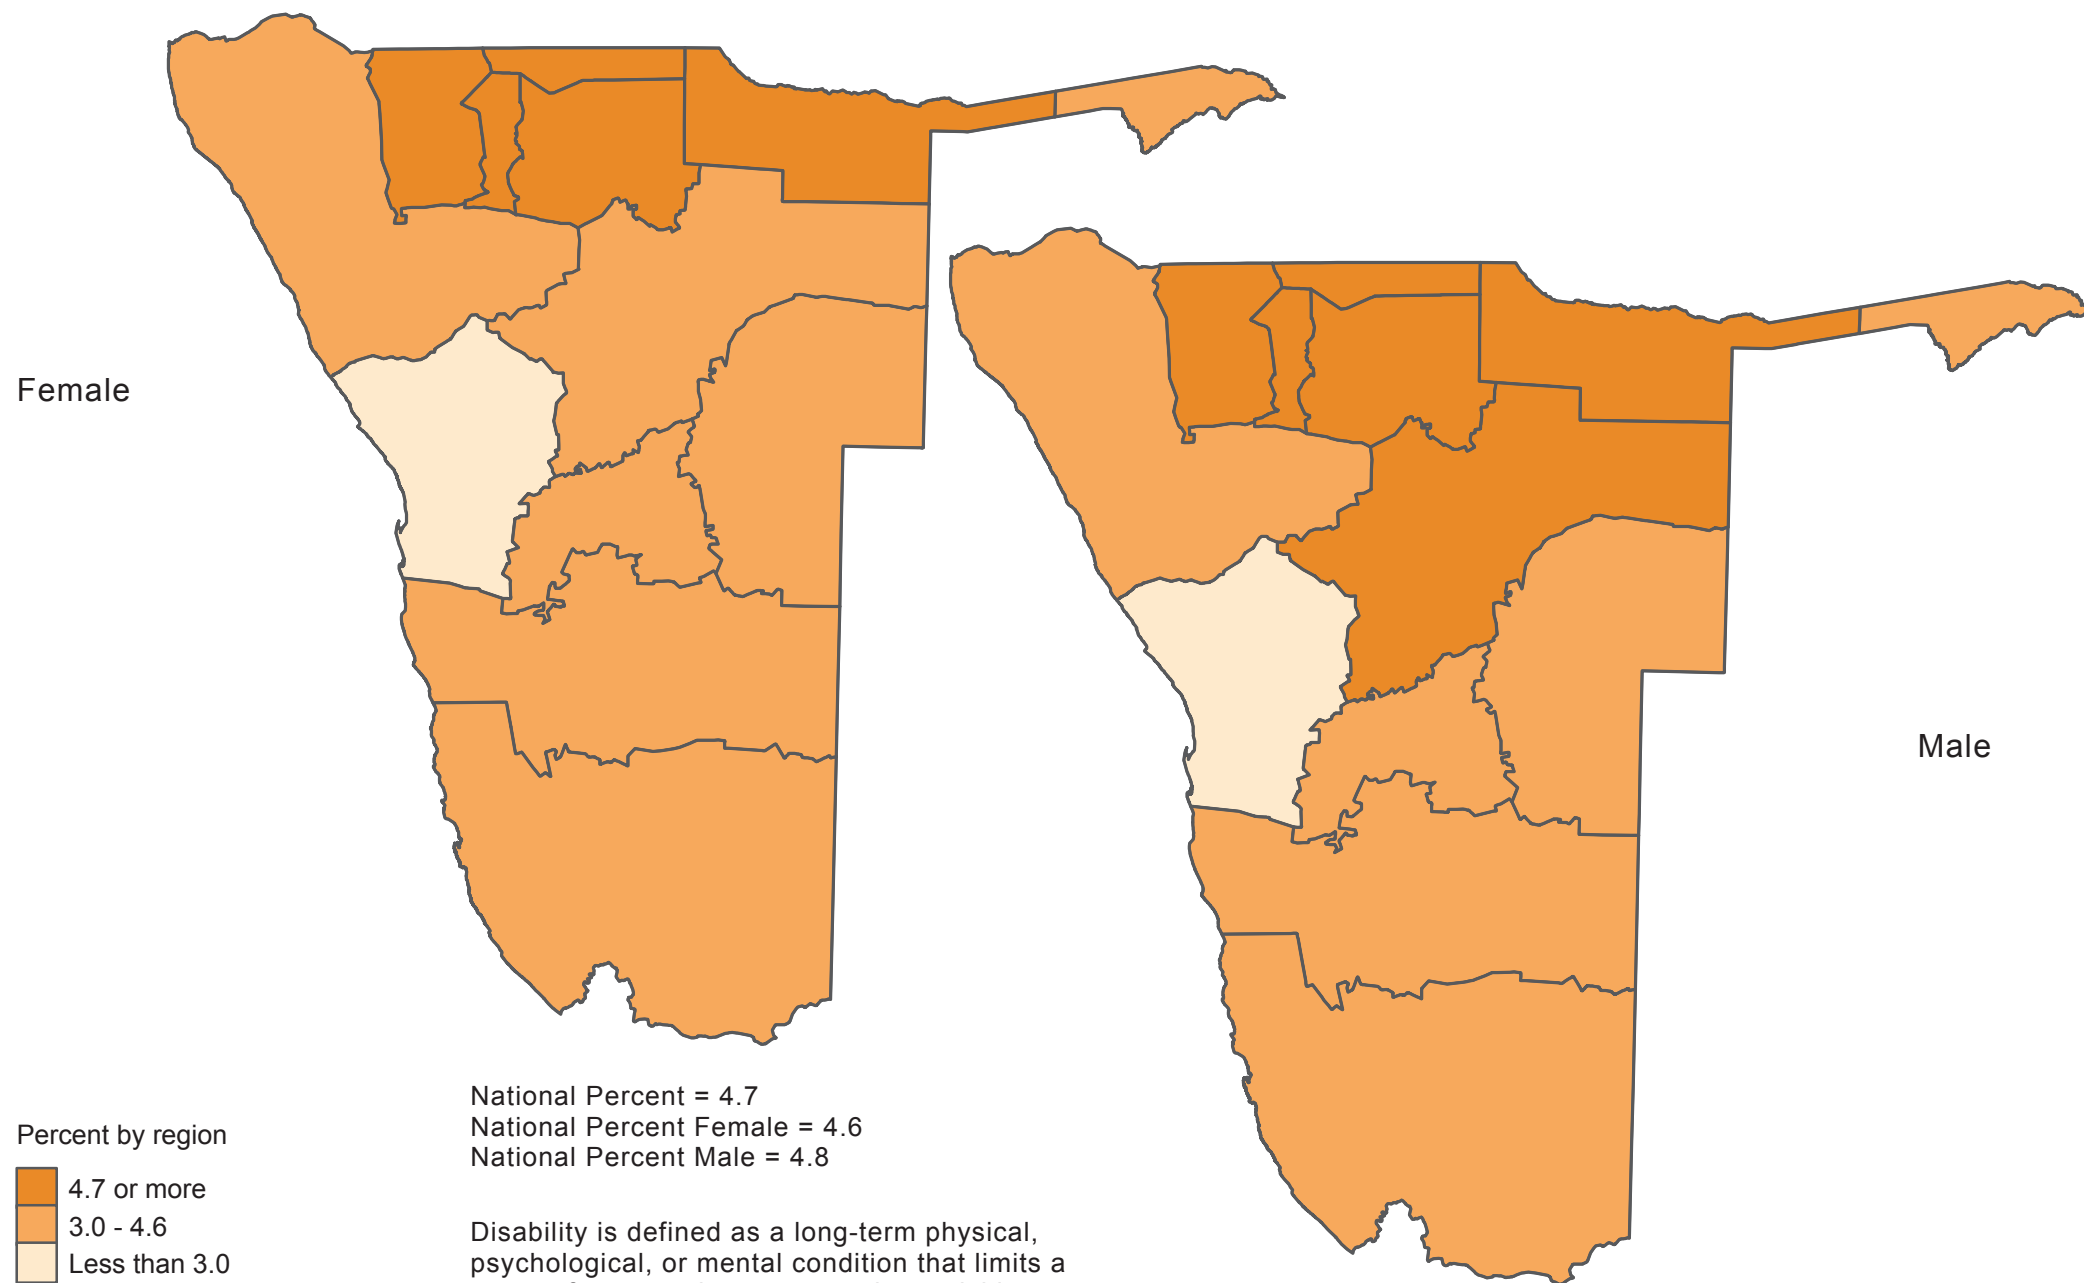 Female
Male
National Percent = 4.7
National Percent Female = 4.6
National Percent Male = 4.8
Percent by region
4.7 or more
3.0 - 4.6
Less than 3.0
Disability is defined as a long-term physical,
psychological, or mental condition that limits a